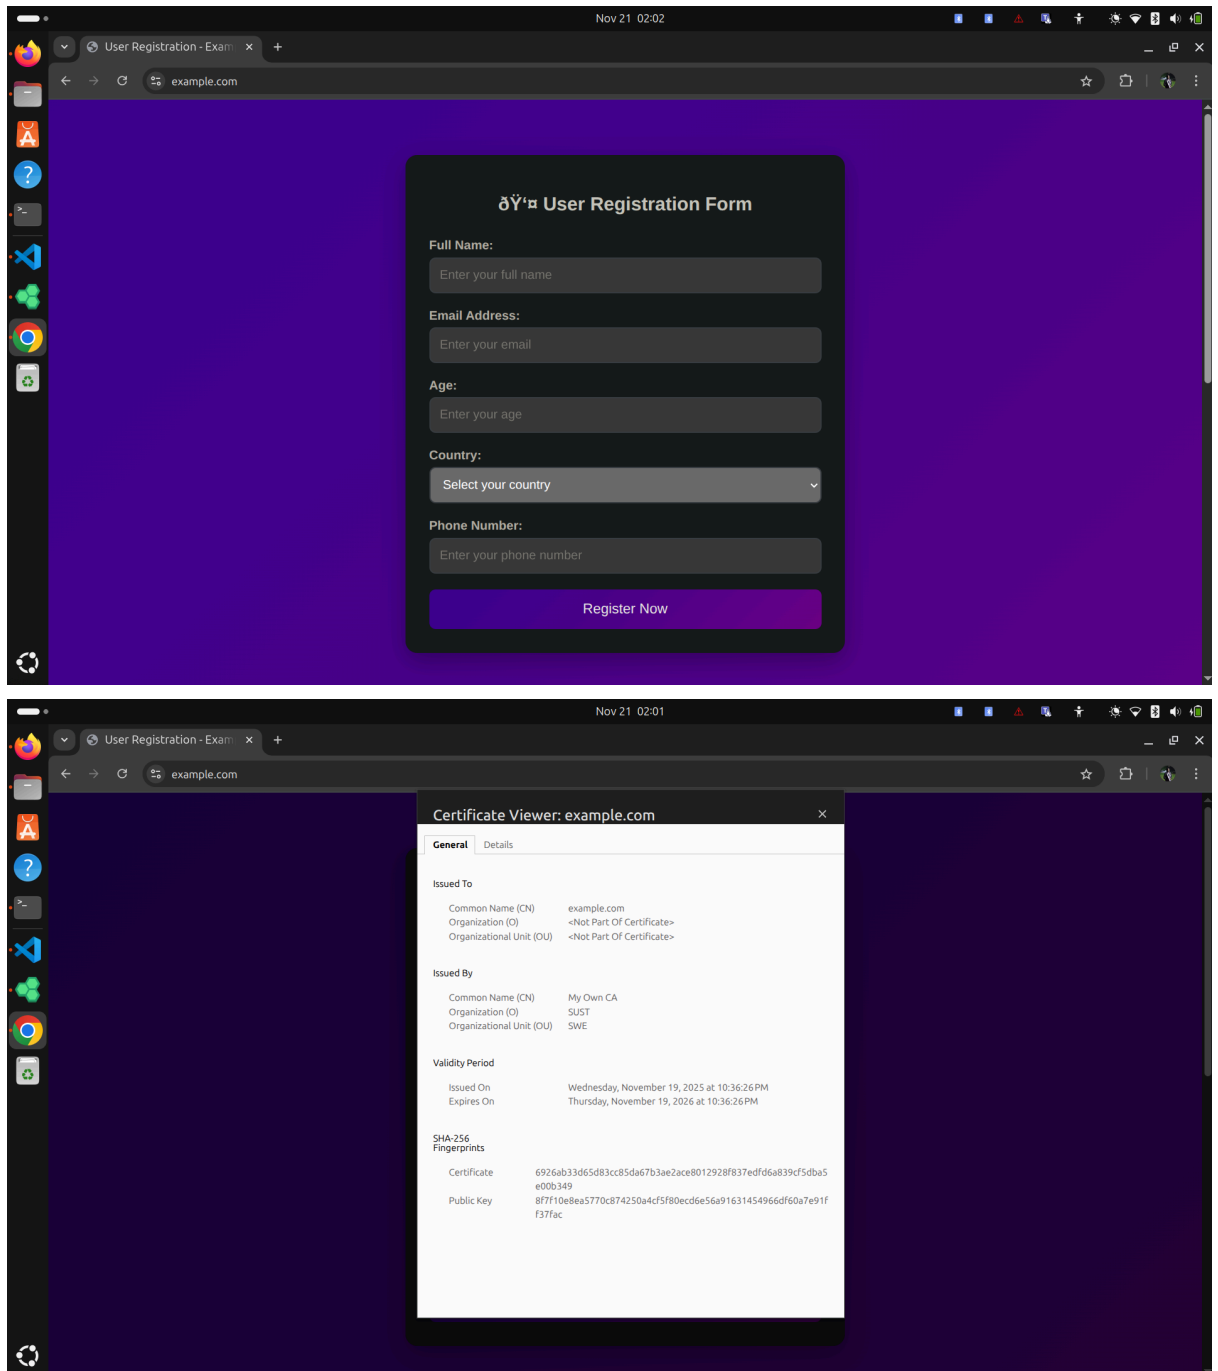 Nov 21 02:02
User Registration - Exam
example.com
ðŸ‘¤ User Registration Form
Full Name:
Enter your full name
Email Address:
Enter your email
Age:
Enter your age
Country:
Select your country
Phone Number:
Enter your phone number
Register Now
Nov 21 02:01
User Registration - Exam
example.com
Certificate Viewer: example.com
General Details
Issued To
Common Name (CN) example.com
Organization (O) <Not Part Of Certificate>
Organizational Unit (OU) <Not Part Of Certificate>
Issued By
Common Name (CN) My Own CA
Organization (O) SUST
Organizational Unit (OU) SWE
Validity Period
Issued On Wednesday, November 19, 2025 at 10:36:26 PM
Expires On Thursday, November 19, 2026 at 10:36:26 PM
SHA-256
Fingerprints
Certificate 6926ab33d65d83cc85da67b3ae2ace8012928f837edfd6a839cf5dba5
e00b349
Public Key 8f7f10e8ea5770c874250a4cf5f80ecd6e56a91631454966df60a7e91f
f37fac